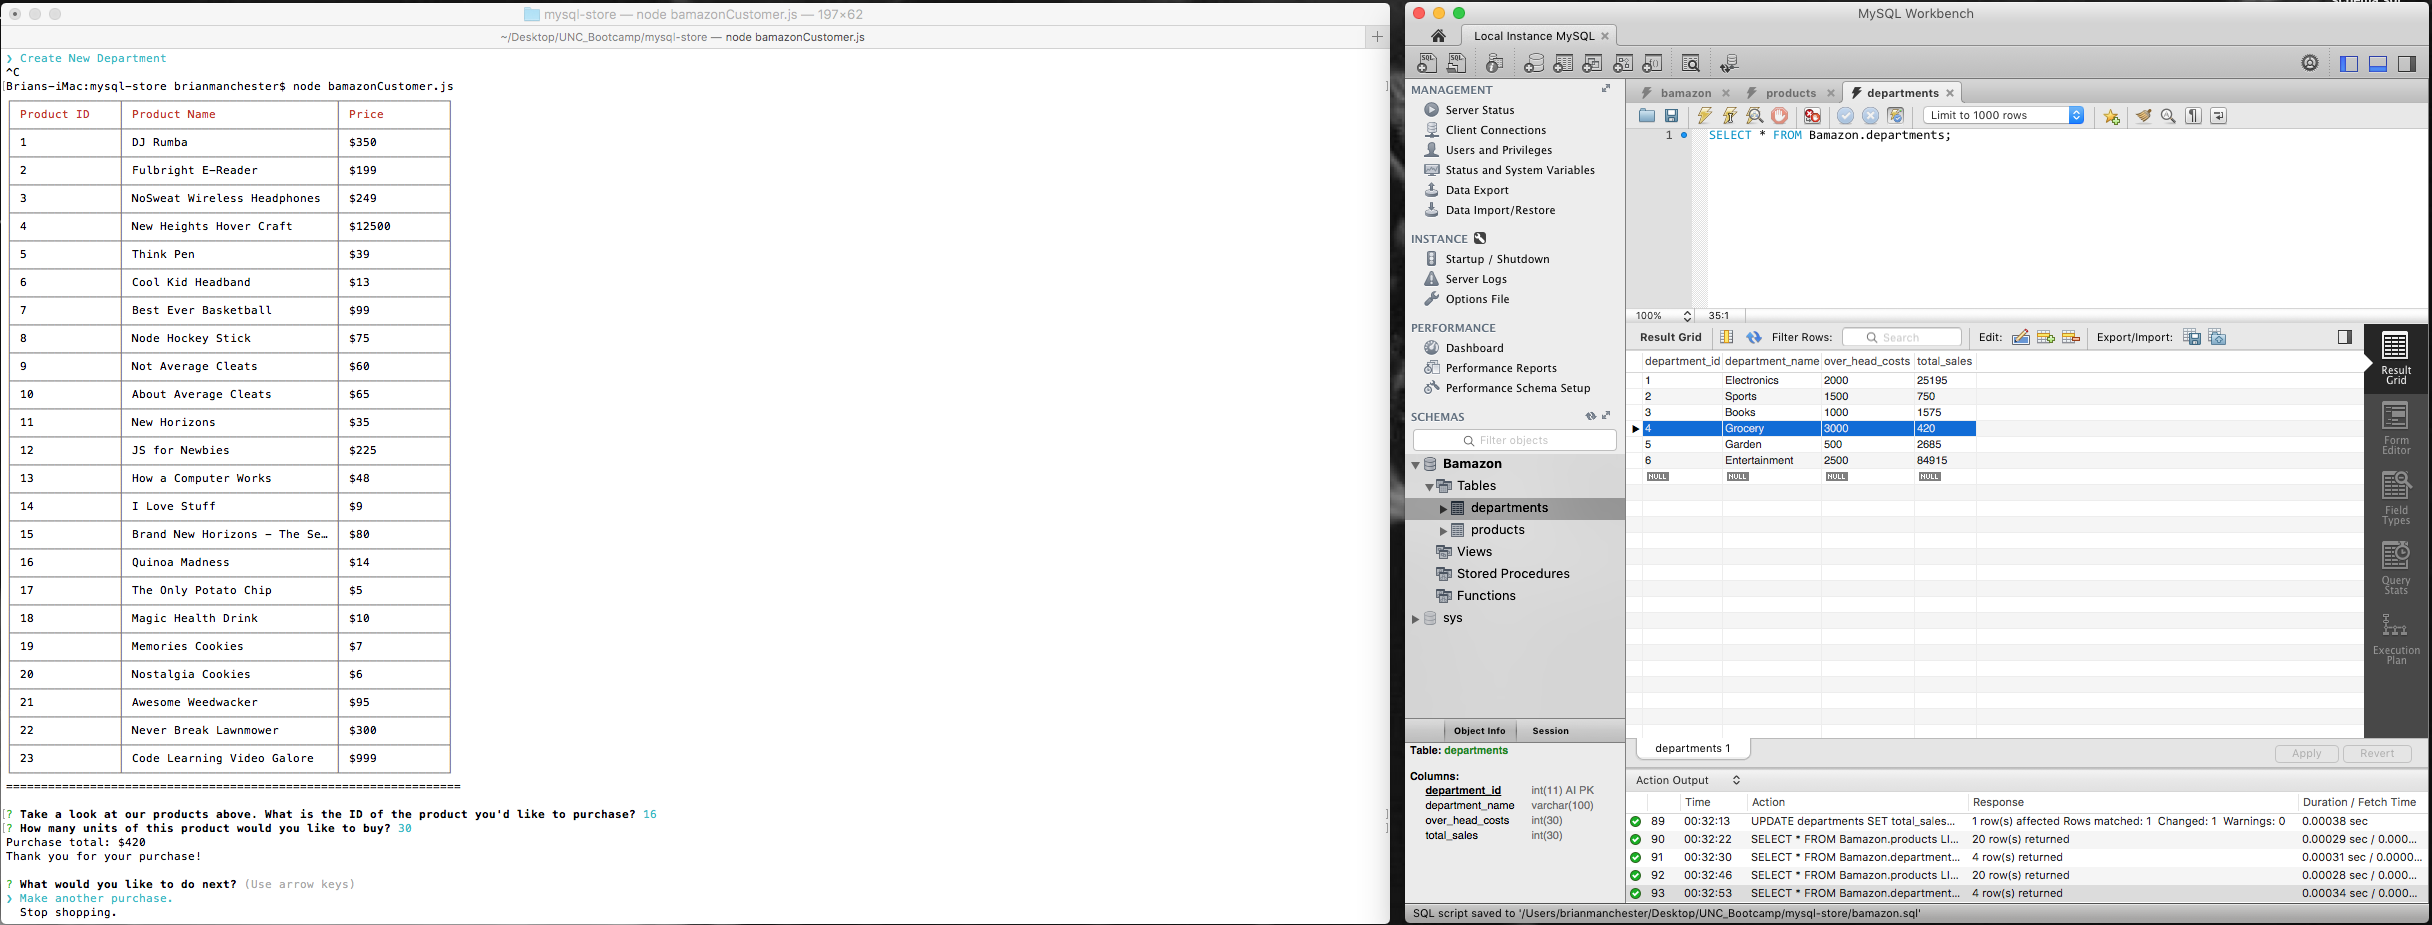 mysql-store — node bamazonCustomer.js — 197×62
~/Desktop/UNC_Bootcamp/mysql-store — node bamazonCustomer.js
❯ Create New Department
^C
[Brians-iMac:mysql-store brianmanchester$ node bamazonCustomer.js ]
Product ID Product Name Price
1 DJ Rumba $350
2 Fulbright E-Reader $199
3 NoSweat Wireless Headphones $249
4 New Heights Hover Craft $12500
5 Think Pen $39
6 Cool Kid Headband $13
7 Best Ever Basketball $99
8 Node Hockey Stick $75
9 Not Average Cleats $60
10 About Average Cleats $65
11 New Horizons $35
12 JS for Newbies $225
13 How a Computer Works $48
14 I Love Stuff $9
15 Brand New Horizons - The Se… $80
16 Quinoa Madness $14
17 The Only Potato Chip $5
18 Magic Health Drink $10
19 Memories Cookies $7
20 Nostalgia Cookies $6
21 Awesome Weedwacker $95
22 Never Break Lawnmower $300
23 Code Learning Video Galore $999
=================================================================
[? Take a look at our products above. What is the ID of the product you'd like to purchase? 16 ]
[? How many units of this product would you like to buy? 30 ]
Purchase total: $420
Thank you for your purchase!
? What would you like to do next? (Use arrow keys)
❯ Make another purchase.
Stop shopping.
MySQL Workbench
Local Instance MySQL
MANAGEMENT
Server Status
Client Connections
Users and Privileges
Status and System Variables
Data Export
Data Import/Restore
INSTANCE
Startup / Shutdown
Server Logs
Options File
PERFORMANCE
Dashboard
Performance Reports
Performance Schema Setup
SCHEMAS
Filter objects
Bamazon
Tables
departments
products
Views
Stored Procedures
Functions
sys
Object Info Session
Table: departments
Columns:
department_id int(11) AI PK
department_name varchar(100)
over_head_costs int(30)
total_sales int(30)
bamazon products departments
Limit to 1000 rows
1 SELECT * FROM Bamazon.departments;
100% 35:1
Result Grid Filter Rows: Search Edit: Export/Import:
department_id department_name over_head_costs total_sales
1 Electronics 2000 25195
2 Sports 1500 750
3 Books 1000 1575
4 Grocery 3000 420
5 Garden 500 2685
6 Entertainment 2500 84915
NULL NULL NULL NULL
Result Grid
Form Editor
Field Types
Query Stats
Execution Plan
departments 1 Apply Revert
Action Output
Time Action Response Duration / Fetch Time
89 00:32:13 UPDATE departments SET total_sales... 1 row(s) affected Rows matched: 1 Changed: 1 Warnings: 0 0.00038 sec
90 00:32:22 SELECT * FROM Bamazon.products LI... 20 row(s) returned 0.00029 sec / 0.000...
91 00:32:30 SELECT * FROM Bamazon.department... 4 row(s) returned 0.00031 sec / 0.0000...
92 00:32:46 SELECT * FROM Bamazon.products LI... 20 row(s) returned 0.00028 sec / 0.000...
93 00:32:53 SELECT * FROM Bamazon.department... 4 row(s) returned 0.00034 sec / 0.000...
SQL script saved to '/Users/brianmanchester/Desktop/UNC_Bootcamp/mysql-store/bamazon.sql'